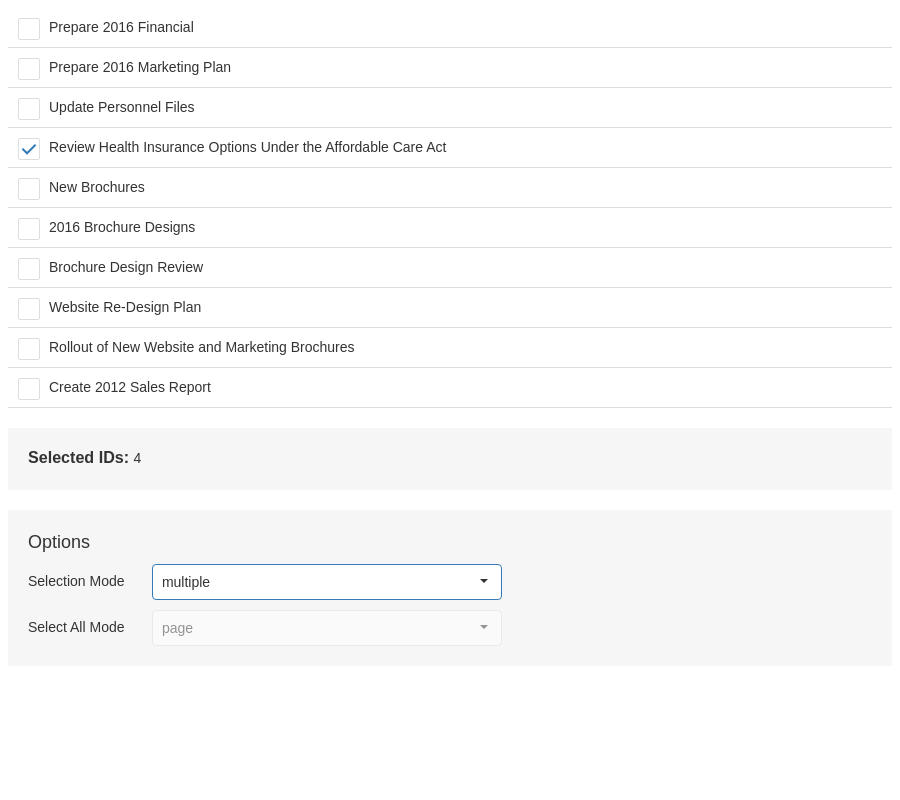 Prepare 2016 Financial
Prepare 2016 Marketing Plan
Update Personnel Files
Review Health Insurance Options Under the Affordable Care Act
New Brochures
2016 Brochure Designs
Brochure Design Review
Website Re-Design Plan
Rollout of New Website and Marketing Brochures
Create 2012 Sales Report
Selected IDs: 4
Options
Selection Mode multiple
Select All Mode page